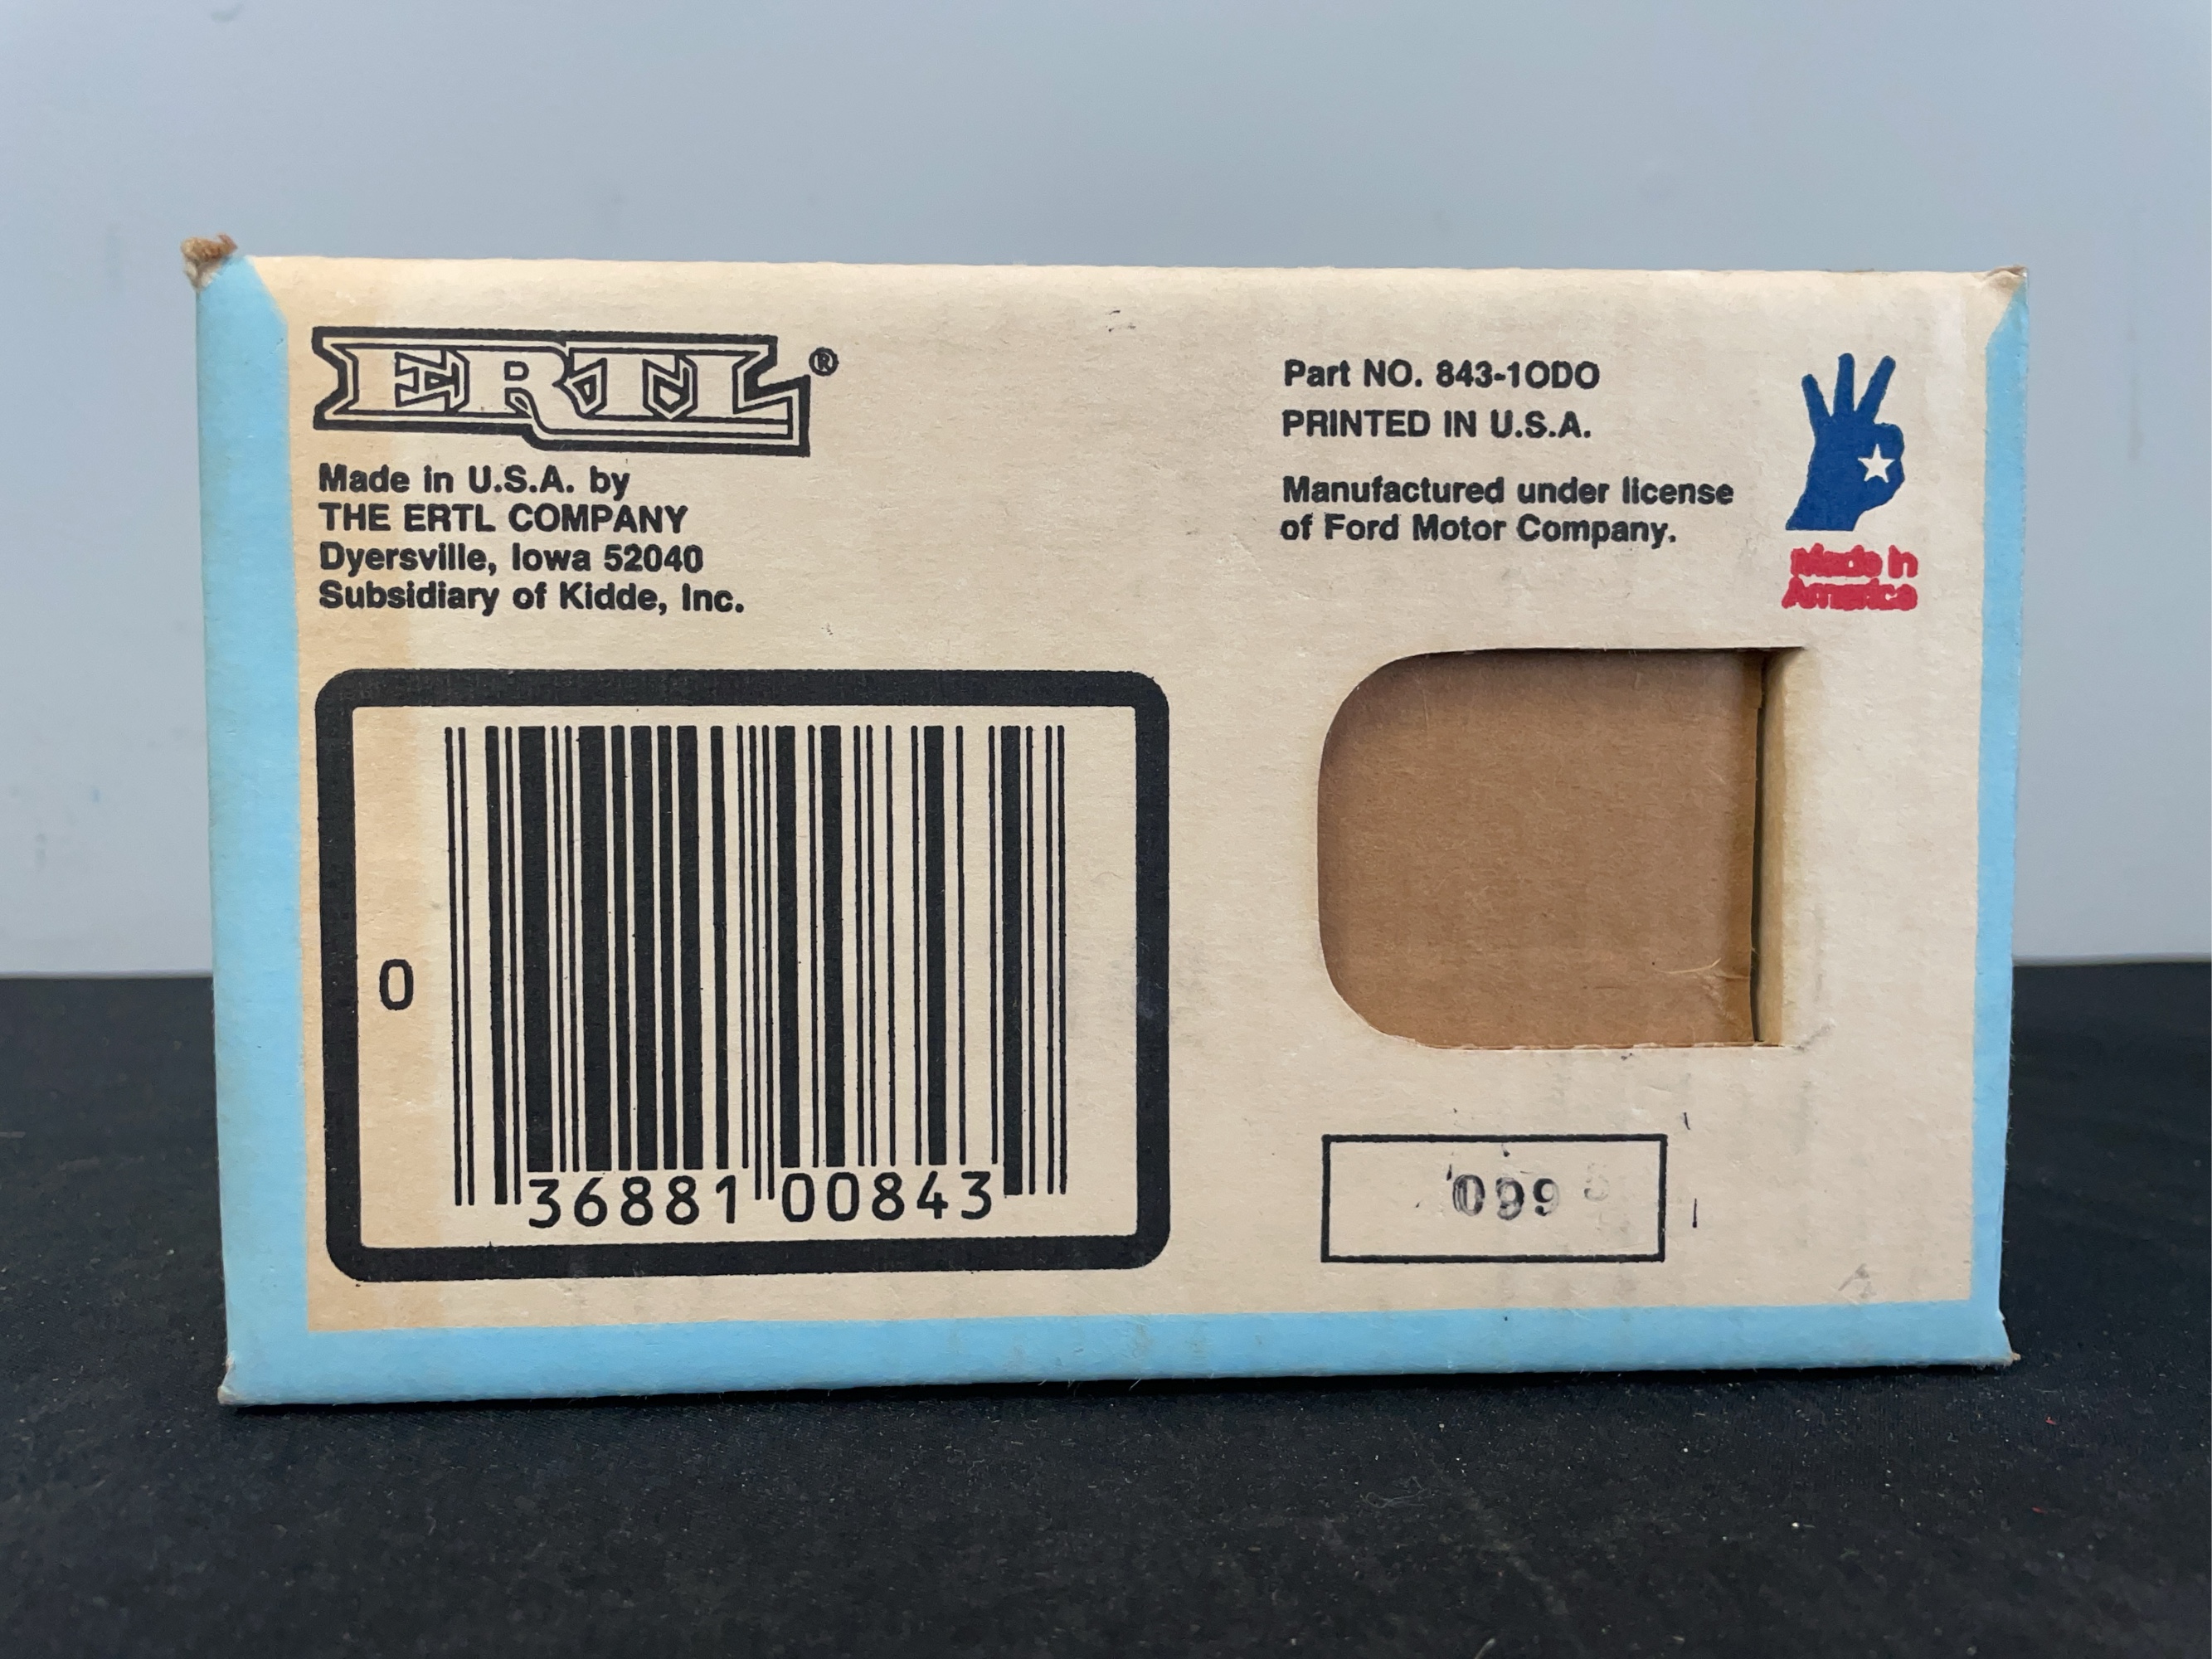 ERTL®
Made in U.S.A. by
THE ERTL COMPANY
Dyersville, Iowa 52040
Subsidiary of Kidde, Inc.
Part NO. 843-1ODO
PRINTED IN U.S.A.
Manufactured under license
of Ford Motor Company.
Made in
America
0 36881 00843